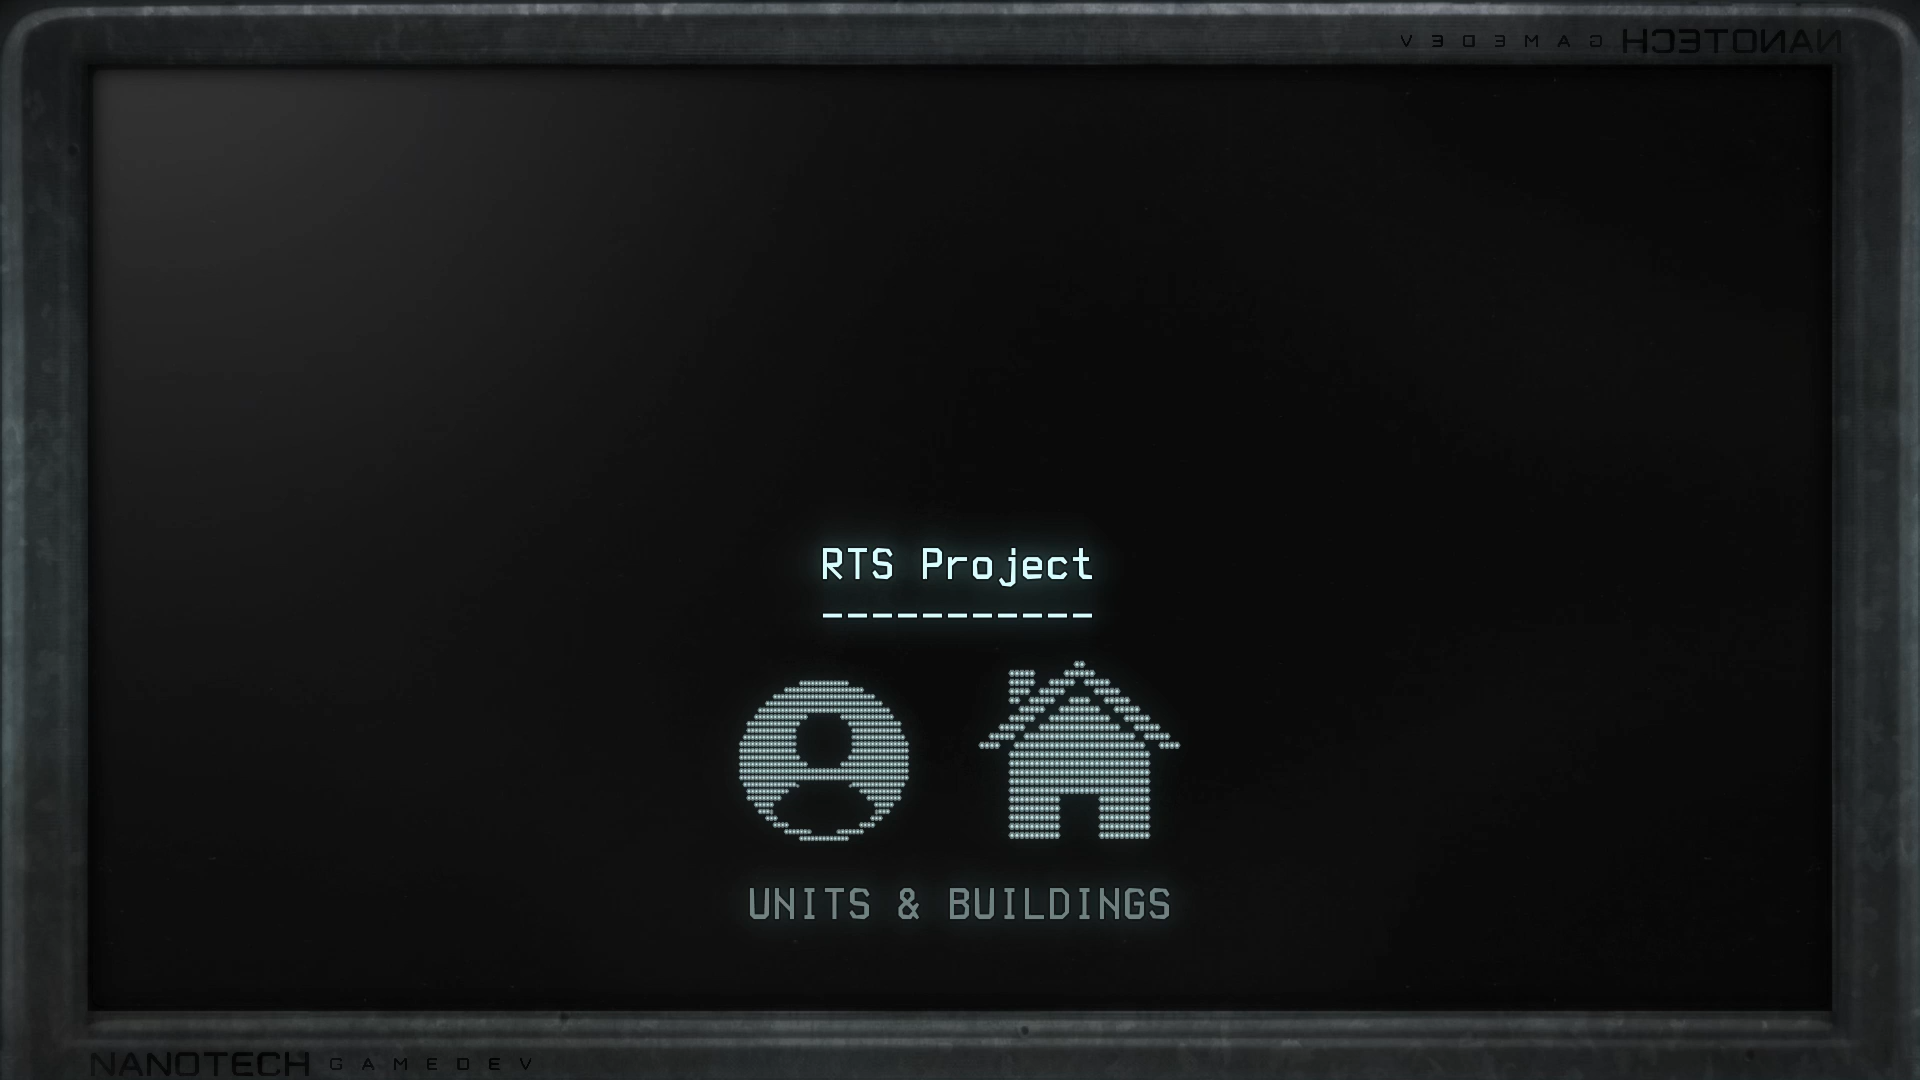 NANOTECH GAMEDEV
RTS Project
-----------
UNITS & BUILDINGS
NANOTECH GAMEDEV